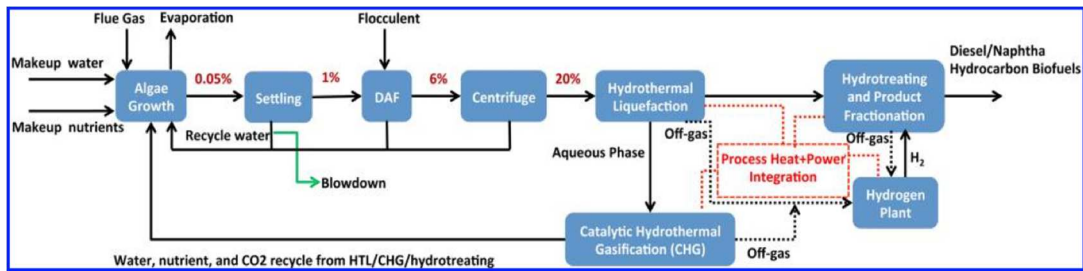 Flue Gas
Evaporation
Flocculent
Makeup water
Makeup nutrients
Algae
Growth
0.05%
Settling
1%
DAF
6%
Centrifuge
20%
Hydrothermal
Liquefaction
Hydrotreating
and Product
Fractionation
Diesel/Naphtha
Hydrocarbon Biofuels
Recycle water
Blowdown
Aqueous Phase
Off-gas
Process Heat+Power
Integration
Off-gas
H2
Hydrogen
Plant
Catalytic Hydrothermal
Gasification (CHG)
Off-gas
Water, nutrient, and CO2 recycle from HTL/CHG/hydrotreating